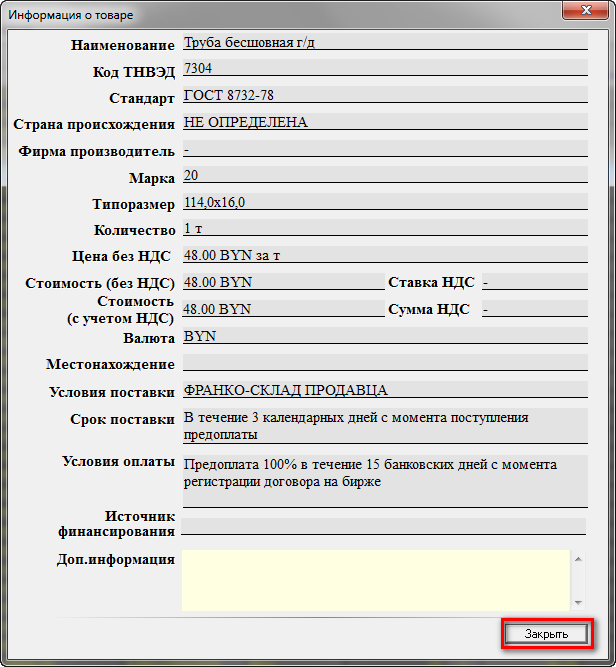 Информация о товаре
Наименование Труба бесшовная г/д
Код ТНВЭД 7304
Стандарт ГОСТ 8732-78
Страна происхождения НЕ ОПРЕДЕЛЕНА
Фирма производитель -
Марка 20
Типоразмер 114,0x16,0
Количество 1 т
Цена без НДС 48.00 BYN за т
Стоимость (без НДС) 48.00 BYN Ставка НДС -
Стоимость
(с учетом НДС) 48.00 BYN Сумма НДС -
Валюта BYN
Местонахождение
Условия поставки ФРАНКО-СКЛАД ПРОДАВЦА
Срок поставки В течение 3 календарных дней с момента поступления
предоплаты
Условия оплаты Предоплата 100% в течение 15 банковских дней с момента
регистрации договора на бирже
Источник
финансирования
Доп.информация
Закрыть